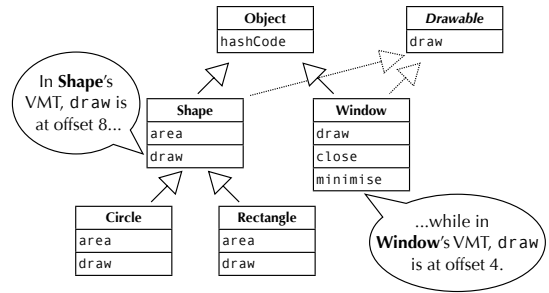 Object
hashCode
Drawable
draw
In Shape's
VMT, draw is
at offset 8...
Shape
area
draw
Window
draw
close
minimise
Circle
area
draw
Rectangle
area
draw
...while in
Window's VMT, draw
is at offset 4.